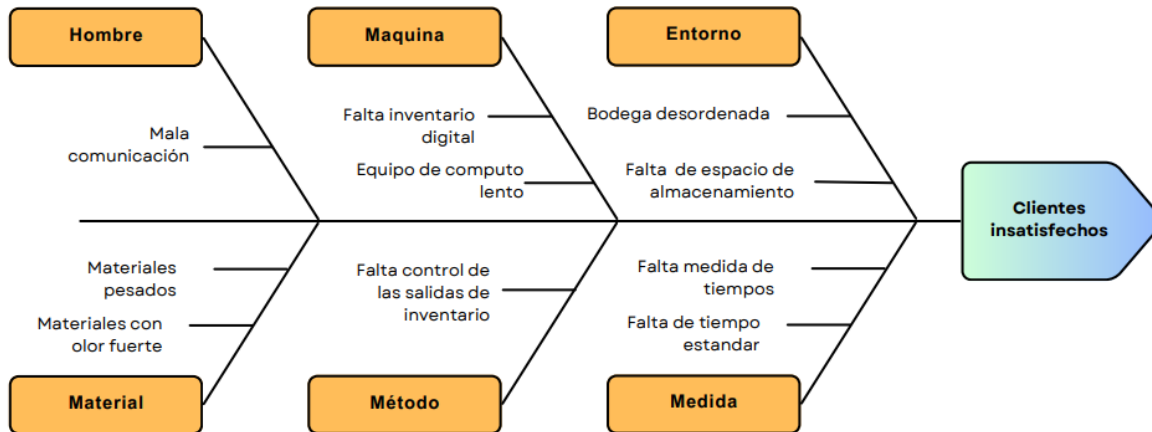 Hombre
Maquina
Entorno
Mala
comunicación
Falta inventario
digital
Equipo de computo
lento
Bodega desordenada
Falta de espacio de
almacenamiento
Clientes
insatisfechos
Materiales
pesados
Materiales con
olor fuerte
Falta control de
las salidas de
inventario
Falta medida de
tiempos
Falta de tiempo
estandar
Material
Método
Medida